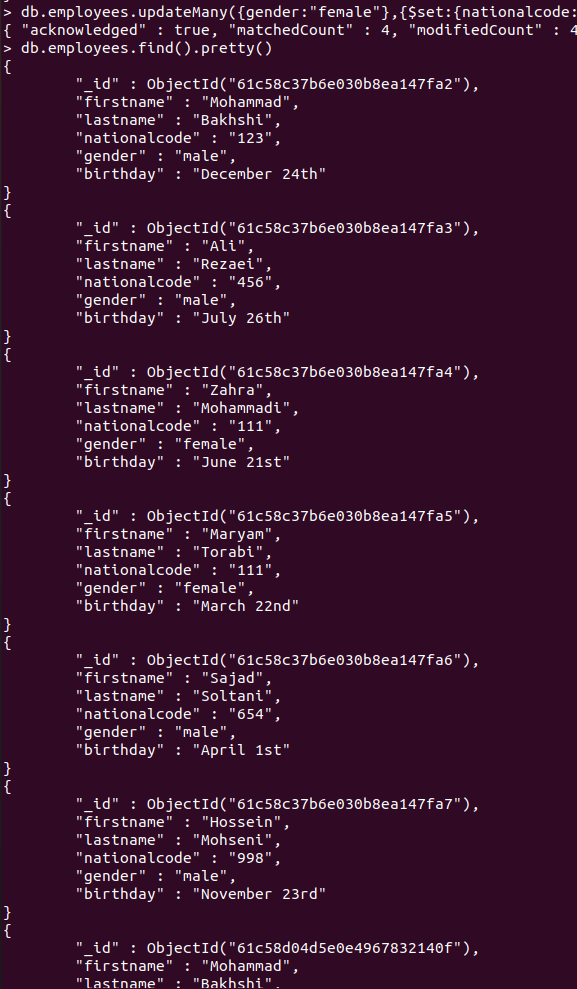 > db.employees.updateMany({gender:"female"},{$set:{nationalcode:
{ "acknowledged" : true, "matchedCount" : 4, "modifiedCount" : 4
> db.employees.find().pretty()
{
"_id" : ObjectId("61c58c37b6e030b8ea147fa2"),
"firstname" : "Mohammad",
"lastname" : "Bakhshi",
"nationalcode" : "123",
"gender" : "male",
"birthday" : "December 24th"
}
{
"_id" : ObjectId("61c58c37b6e030b8ea147fa3"),
"firstname" : "Ali",
"lastname" : "Rezaei",
"nationalcode" : "456",
"gender" : "male",
"birthday" : "July 26th"
}
{
"_id" : ObjectId("61c58c37b6e030b8ea147fa4"),
"firstname" : "Zahra",
"lastname" : "Mohammadi",
"nationalcode" : "111",
"gender" : "female",
"birthday" : "June 21st"
}
{
"_id" : ObjectId("61c58c37b6e030b8ea147fa5"),
"firstname" : "Maryam",
"lastname" : "Torabi",
"nationalcode" : "111",
"gender" : "female",
"birthday" : "March 22nd"
}
{
"_id" : ObjectId("61c58c37b6e030b8ea147fa6"),
"firstname" : "Sajad",
"lastname" : "Soltani",
"nationalcode" : "654",
"gender" : "male",
"birthday" : "April 1st"
}
{
"_id" : ObjectId("61c58c37b6e030b8ea147fa7"),
"firstname" : "Hossein",
"lastname" : "Mohseni",
"nationalcode" : "998",
"gender" : "male",
"birthday" : "November 23rd"
}
{
"_id" : ObjectId("61c58d04d5e0e4967832140f"),
"firstname" : "Mohammad",
"lastname" : "Bakhshi",